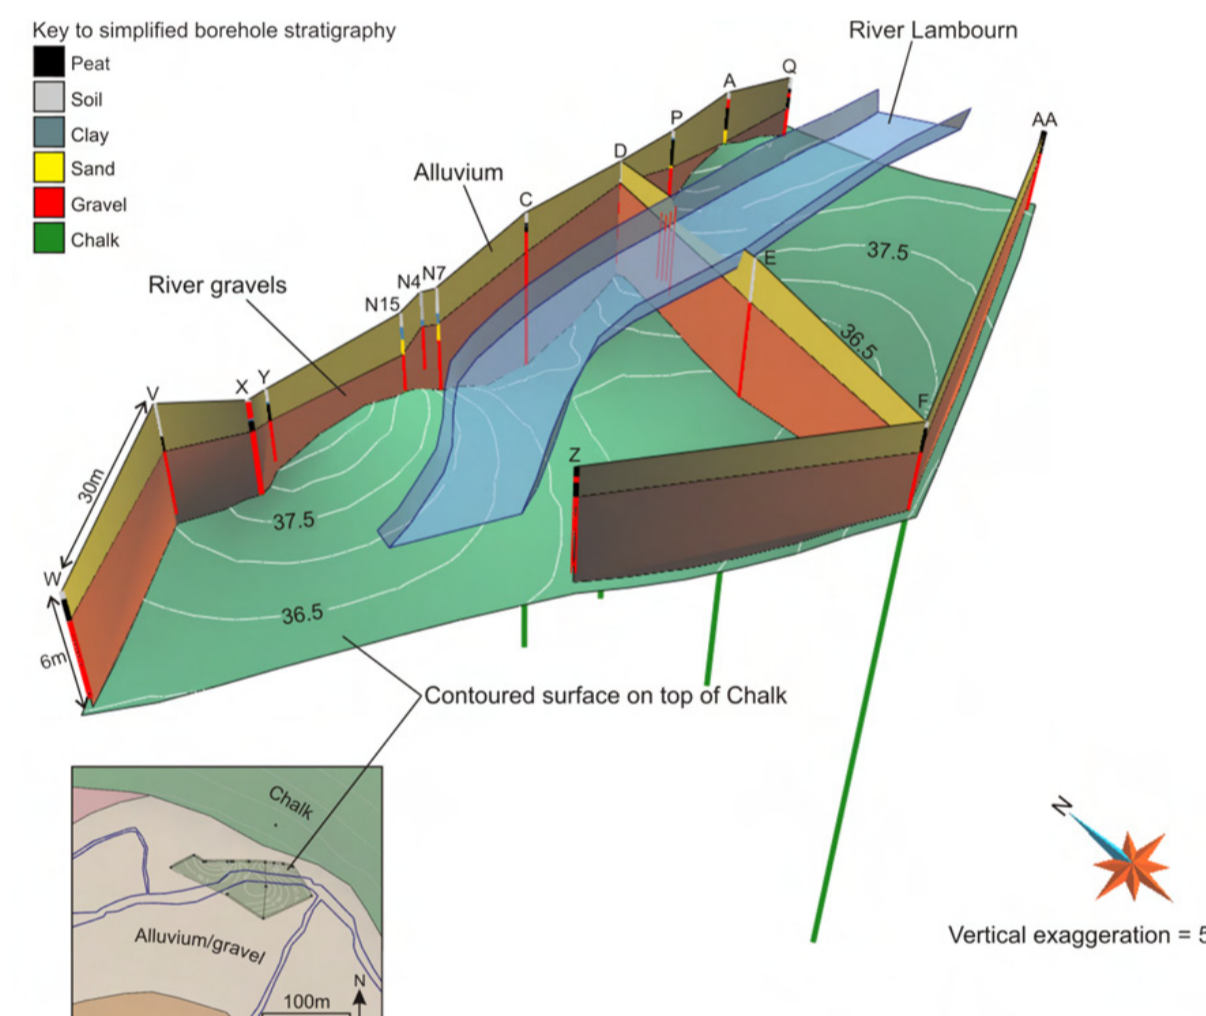 Key to simplified borehole stratigraphy
Peat
Soil
Clay
Sand
Gravel
Chalk
River Lambourn
Q
A
P
AA
D
Alluvium
C
E
37.5
N7
N4
N15
River gravels
36.5
Y
X
V
F
Z
30m
37.5
W
36.5
6m
Contoured surface on top of Chalk
Chalk
N
Alluvium/gravel
N
100m
Vertical exaggeration = 5